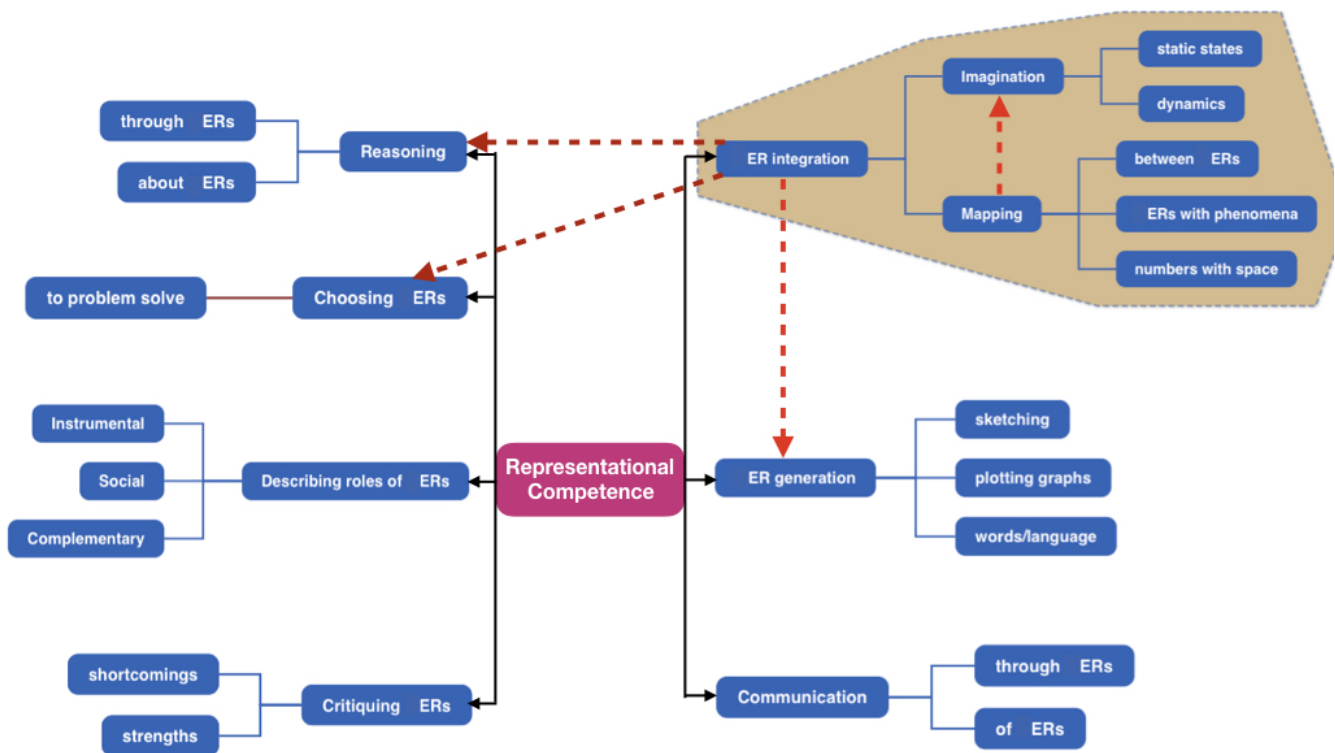 static states
Imagination
dynamics
through ERs
Reasoning
about ERs
ER integration
between ERs
Mapping
ERs with phenomena
numbers with space
to problem solve
Choosing ERs
Instrumental
Social
Describing roles of ERs
Complementary
Representational
Competence
ER generation
sketching
plotting graphs
words/language
shortcomings
Critiquing ERs
strengths
Communication
through ERs
of ERs